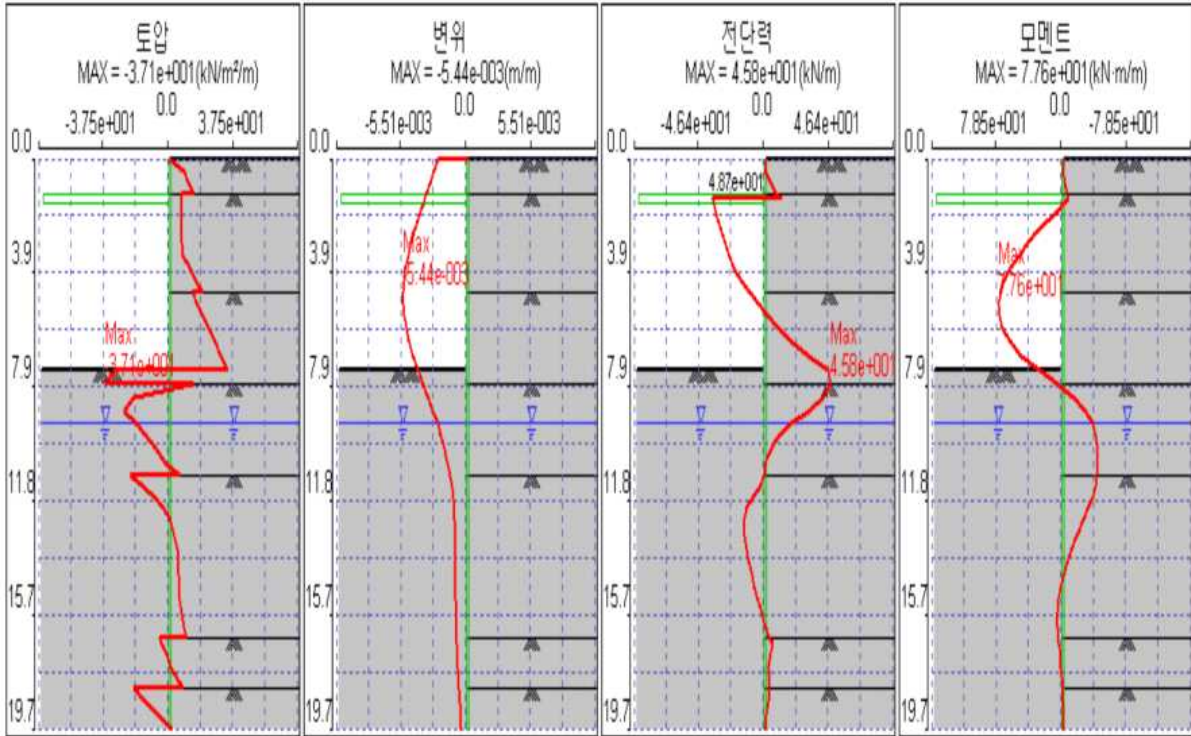 토압
MAX = -3.71e+001(kN/m²/m)
0.0
-3.75e+001 3.75e+001
0.0
3.9
7.9
11.8
15.7
19.7
Max
-3.71e+001
변위
MAX = -5.44e-003(m/m)
0.0
-5.51e-003 5.51e-003
0.0
3.9
7.9
11.8
15.7
19.7
Max
-5.44e-003
전단력
MAX = 4.58e+001(kN/m)
0.0
-4.64e+001 4.64e+001
0.0
4.87e+001
3.9
7.9
11.8
15.7
19.7
Max
4.58e+001
모멘트
MAX = 7.76e+001(kN·m/m)
0.0
7.85e+001 -7.85e+001
0.0
3.9
7.9
11.8
15.7
19.7
Max
7.76e+001